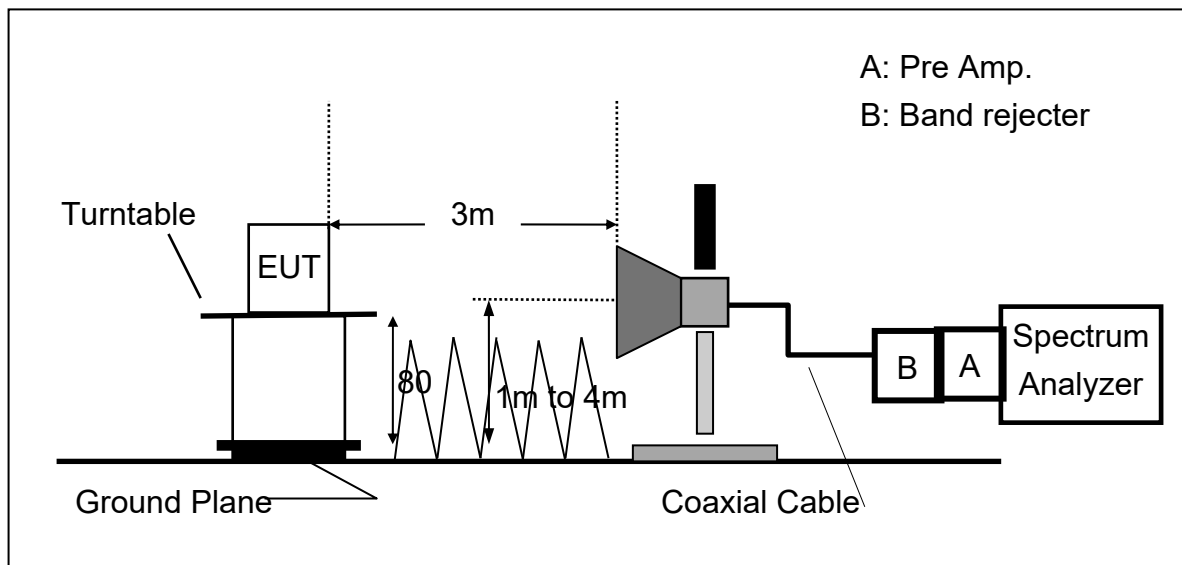 A: Pre Amp.
B: Band rejecter
Turntable
3m
EUT
80
1m to 4m
B
A
Spectrum
Analyzer
Ground Plane
Coaxial Cable